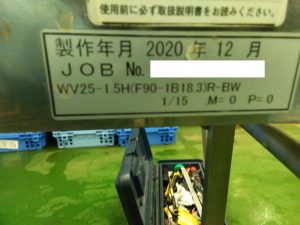 使用前に必ず取扱説明書をお読みください。
製作年月 2020 年 12 月
JOB No.
WV25-1.5H(F90-1B18.3)R-BW
1/15 ,M=0 P=0